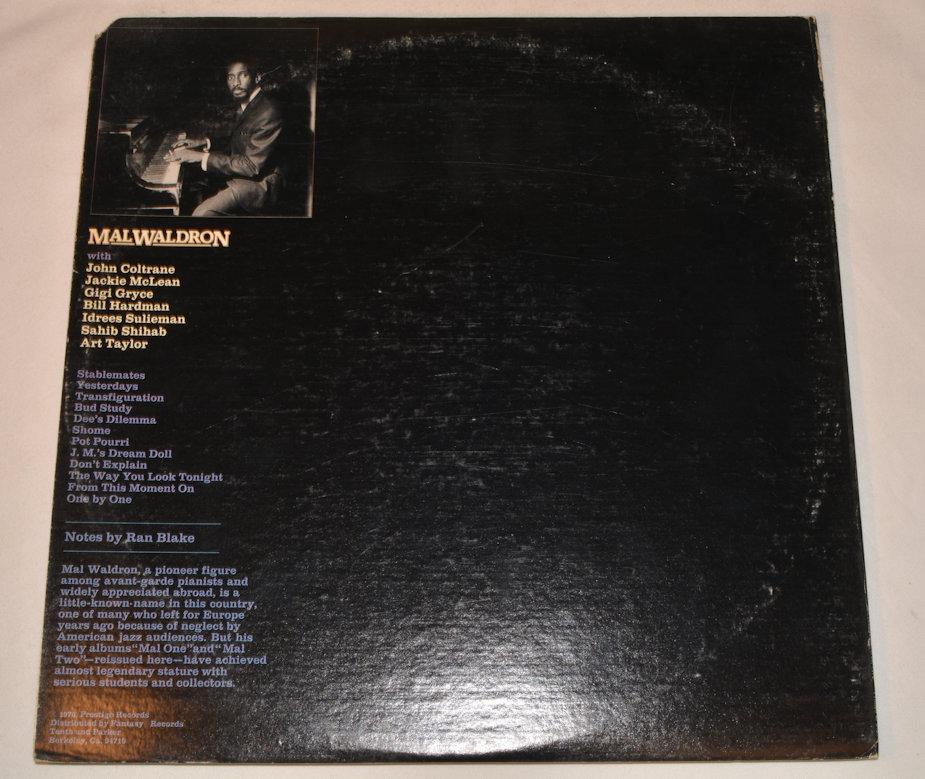 MAL WALDRON
with
John Coltrane
Jackie McLean
Gigi Gryce
Bill Hardman
Idrees Sulieman
Sahib Shihab
Art Taylor
Stablemates
Yesterdays
Transfiguration
Bud Study
Dee's Dilemma
Shome
Pot Pourri
J. M.'s Dream Doll
Don't Explain
The Way You Look Tonight
From This Moment On
One by One
Notes by Ran Blake
Mal Waldron, a pioneer figure
among avant-garde pianists and
widely appreciated abroad, is a
little-known-name in this country,
one of many who left for Europe
years ago because of neglect by
American jazz audiences. But his
early albums "Mal One" and "Mal
Two"—reissued here—have achieved
almost legendary stature with
serious students and collectors.
Prestige Records
Distributed by Fantasy Records
Tenth and Parker
Berkeley, Ca. 94710